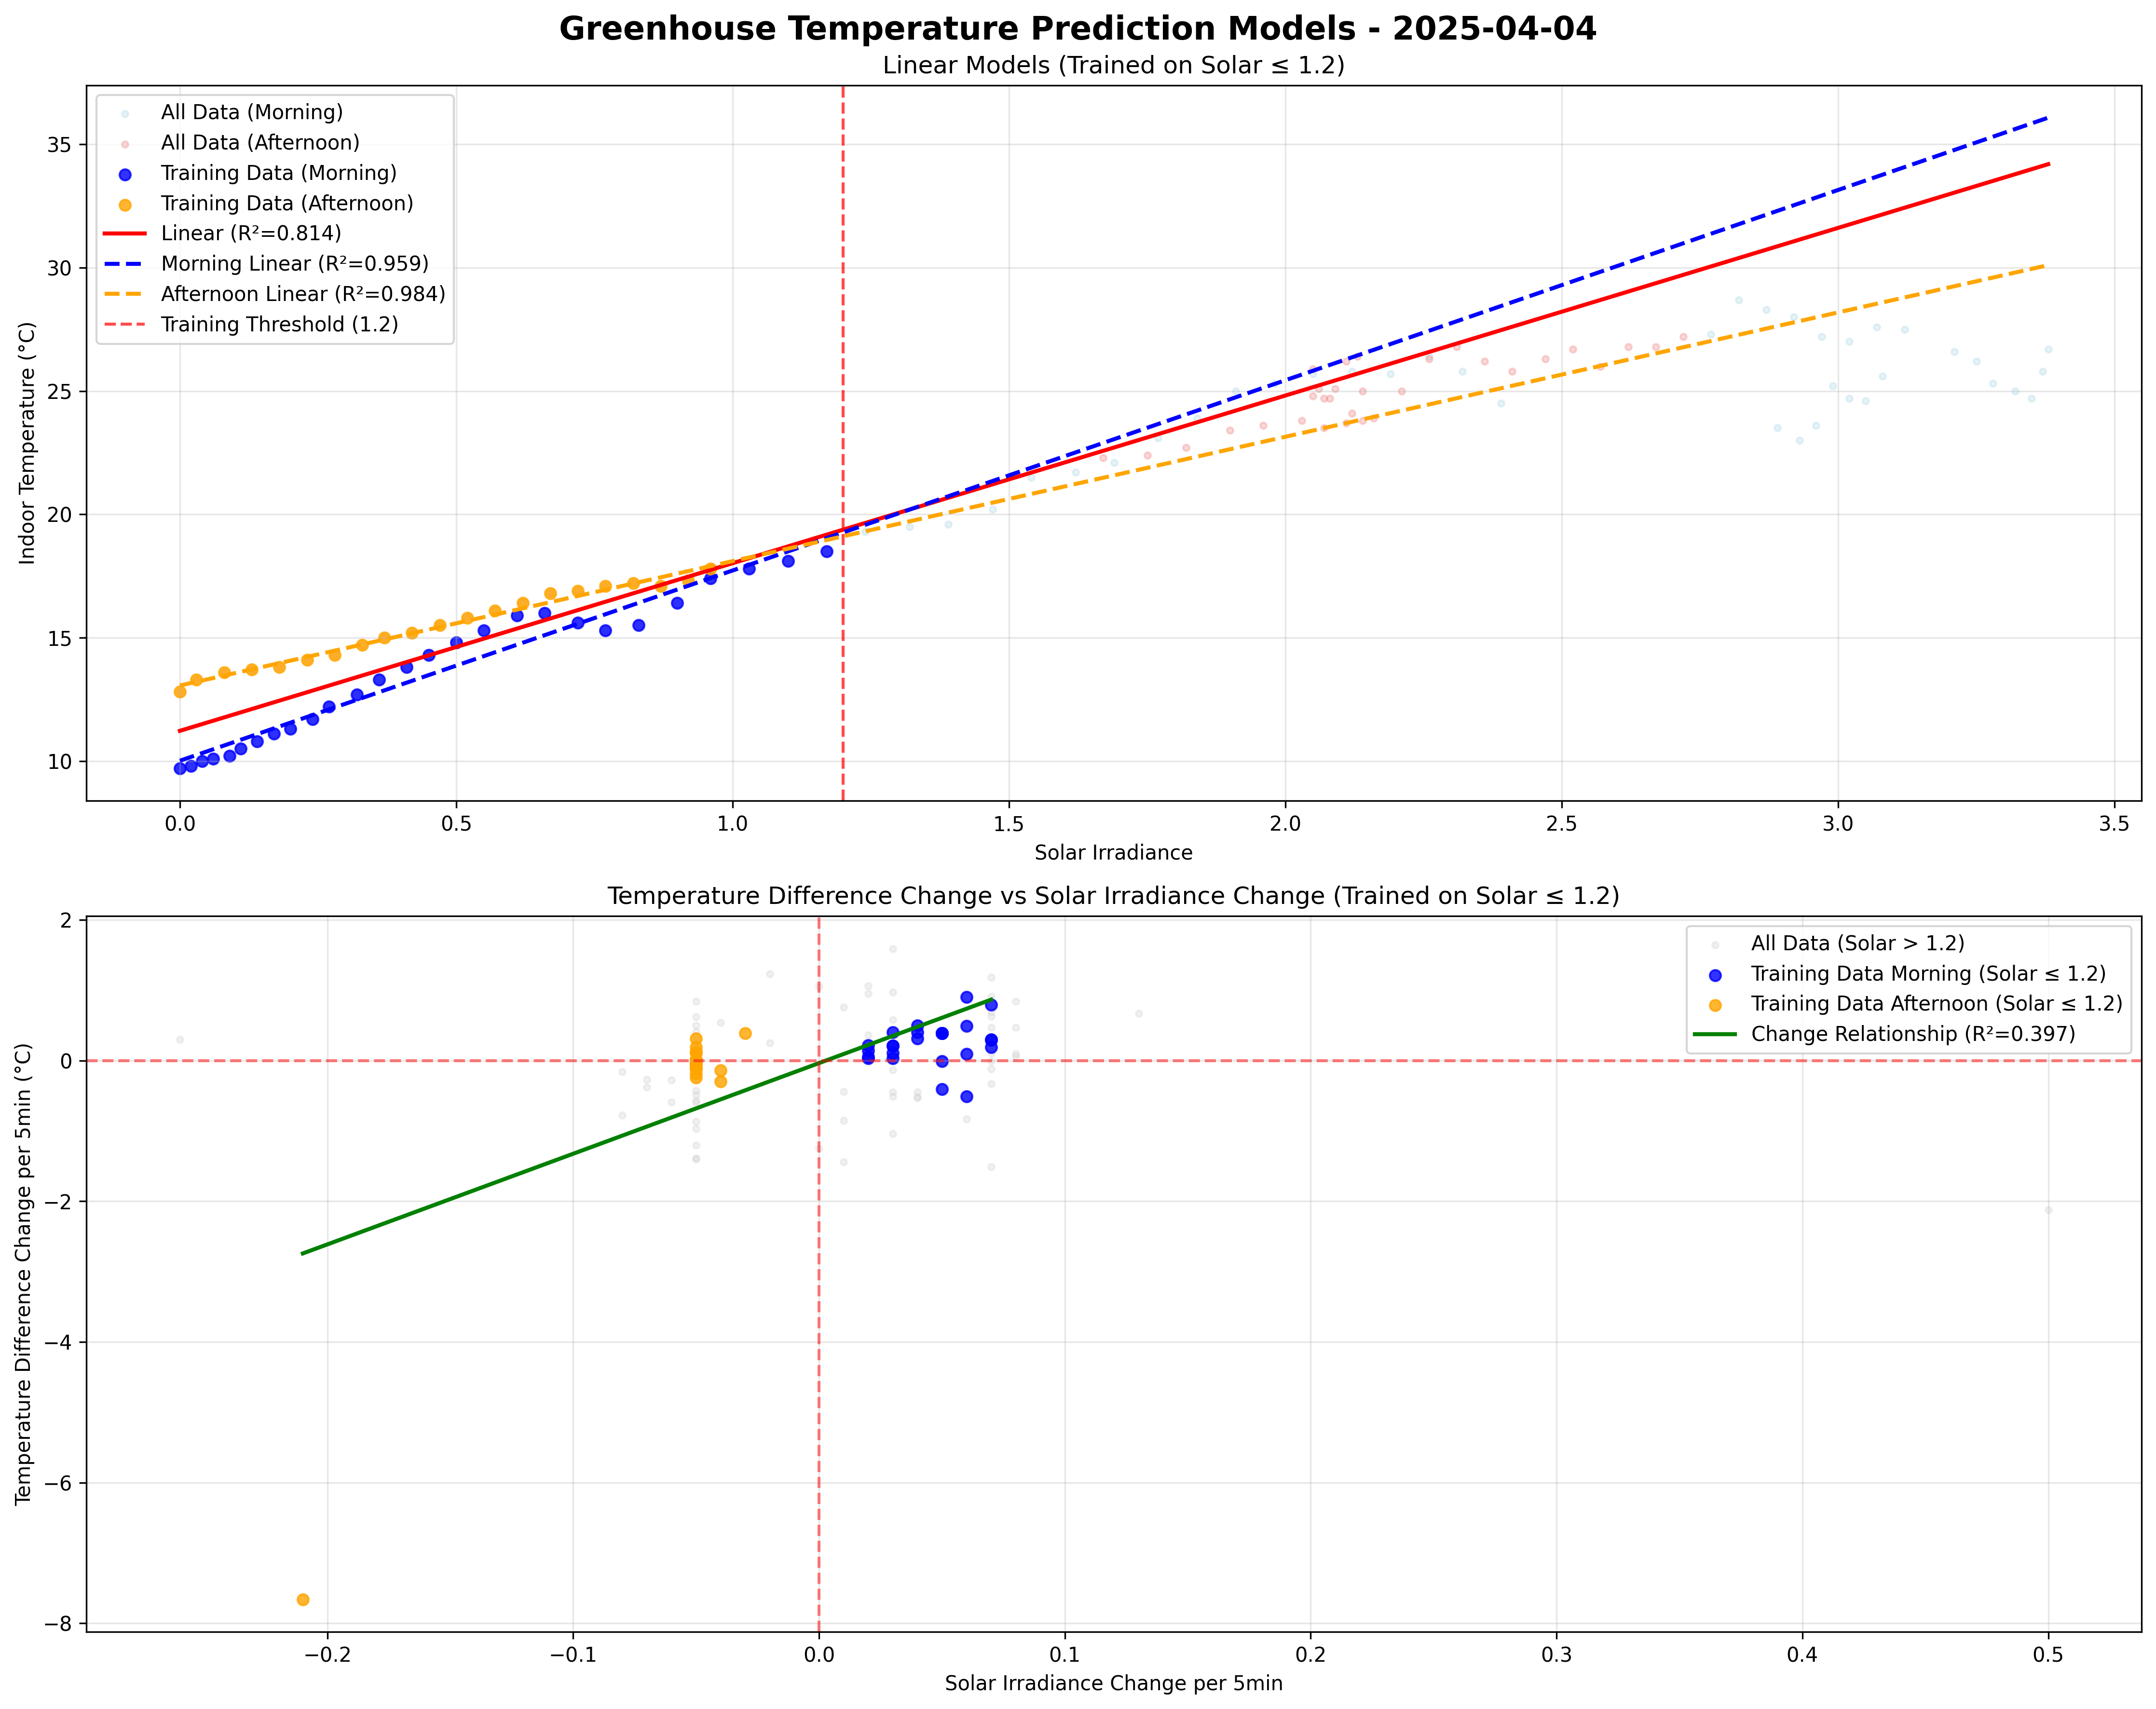 Greenhouse Temperature Prediction Models - 2025-04-04
Linear Models (Trained on Solar ≤ 1.2)
All Data (Morning)
All Data (Afternoon)
Training Data (Morning)
Training Data (Afternoon)
Linear (R²=0.814)
Morning Linear (R²=0.959)
Afternoon Linear (R²=0.984)
Training Threshold (1.2)
Indoor Temperature (°C)
35
30
25
20
15
10
0.0 0.5 1.0 1.5 2.0 2.5 3.0 3.5
Solar Irradiance
Temperature Difference Change vs Solar Irradiance Change (Trained on Solar ≤ 1.2)
All Data (Solar > 1.2)
Training Data Morning (Solar ≤ 1.2)
Training Data Afternoon (Solar ≤ 1.2)
Change Relationship (R²=0.397)
Temperature Difference Change per 5min (°C)
2
0
−2
−4
−6
−8
−0.2 −0.1 0.0 0.1 0.2 0.3 0.4 0.5
Solar Irradiance Change per 5min